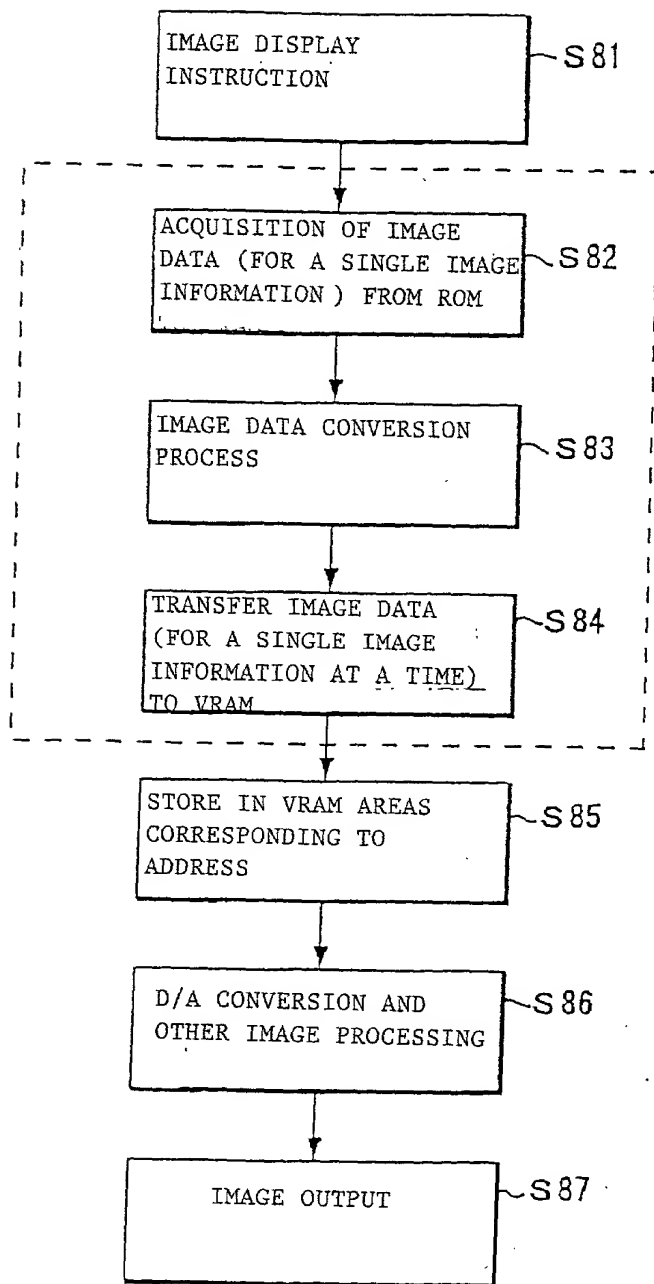 IMAGE DISPLAY
INSTRUCTION
S81
ACQUISITION OF IMAGE
DATA (FOR A SINGLE IMAGE
INFORMATION) FROM ROM
S82
IMAGE DATA CONVERSION
PROCESS
S83
TRANSFER IMAGE DATA
(FOR A SINGLE IMAGE
INFORMATION AT A TIME)
TO VRAM
S84
STORE IN VRAM AREAS
CORRESPONDING TO
ADDRESS
S85
D/A CONVERSION AND
OTHER IMAGE PROCESSING
S86
IMAGE OUTPUT
S87